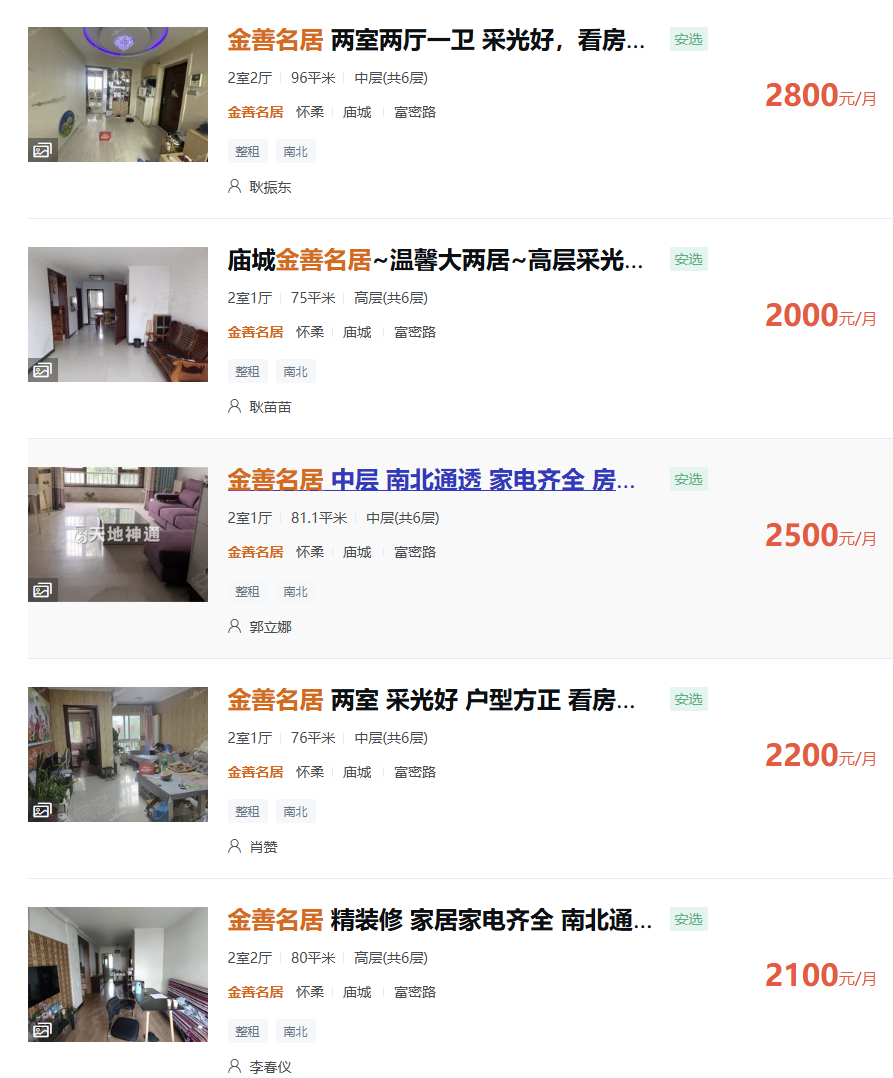 金善名居 两室两厅一卫 采光好，看房...
安选
2室2厅 96平米 中层(共6层)
2800元/月
金善名居 怀柔 庙城 富密路
整租 南北
耿振东
庙城金善名居~温馨大两居~高层采光...
安选
2室1厅 75平米 高层(共6层)
2000元/月
金善名居 怀柔 庙城 富密路
整租 南北
耿苗苗
金善名居 中层 南北通透 家电齐全 房...
安选
2室1厅 81.1平米 中层(共6层)
天地神通
2500元/月
金善名居 怀柔 庙城 富密路
整租 南北
郭立娜
金善名居 两室 采光好 户型方正 看房...
安选
2室1厅 76平米 中层(共6层)
2200元/月
金善名居 怀柔 庙城 富密路
整租 南北
肖赞
金善名居 精装修 家居家电齐全 南北通...
安选
2室2厅 80平米 高层(共6层)
2100元/月
金善名居 怀柔 庙城 富密路
整租 南北
李春仪